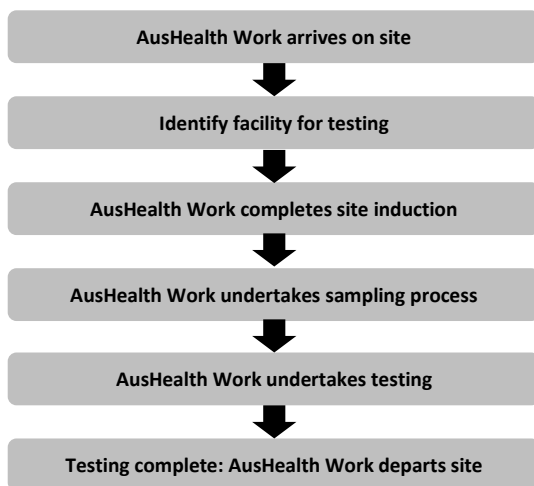 AusHealth Work arrives on site
Identify facility for testing
AusHealth Work completes site induction
AusHealth Work undertakes sampling process
AusHealth Work undertakes testing
Testing complete: AusHealth Work departs site